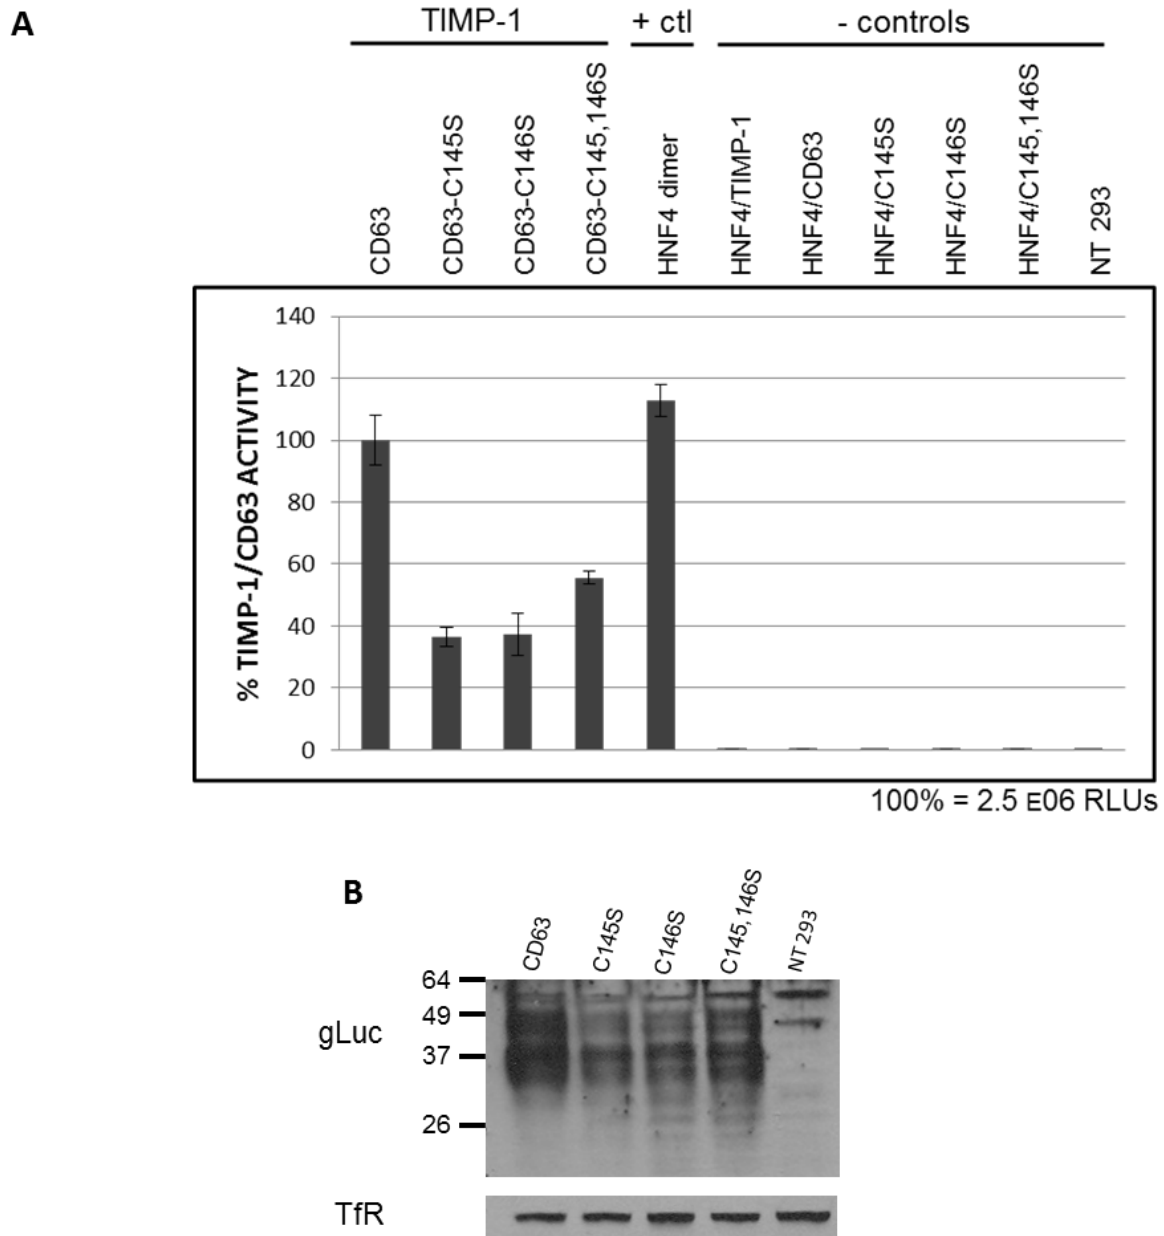 A
TIMP-1 + ctl - controls
CD63
CD63-C145S
CD63-C146S
CD63-C145,146S
HNF4 dimer
HNF4/TIMP-1
HNF4/CD63
HNF4/C145S
HNF4/C146S
HNF4/C145,146S
NT 293
% TIMP-1/CD63 ACTIVITY
140
120
100
80
60
40
20
0
100% = 2.5 E06 RLUs
B
CD63
C145S
C146S
C145,146S
NT 293
gLuc
64
49
37
26
TfR